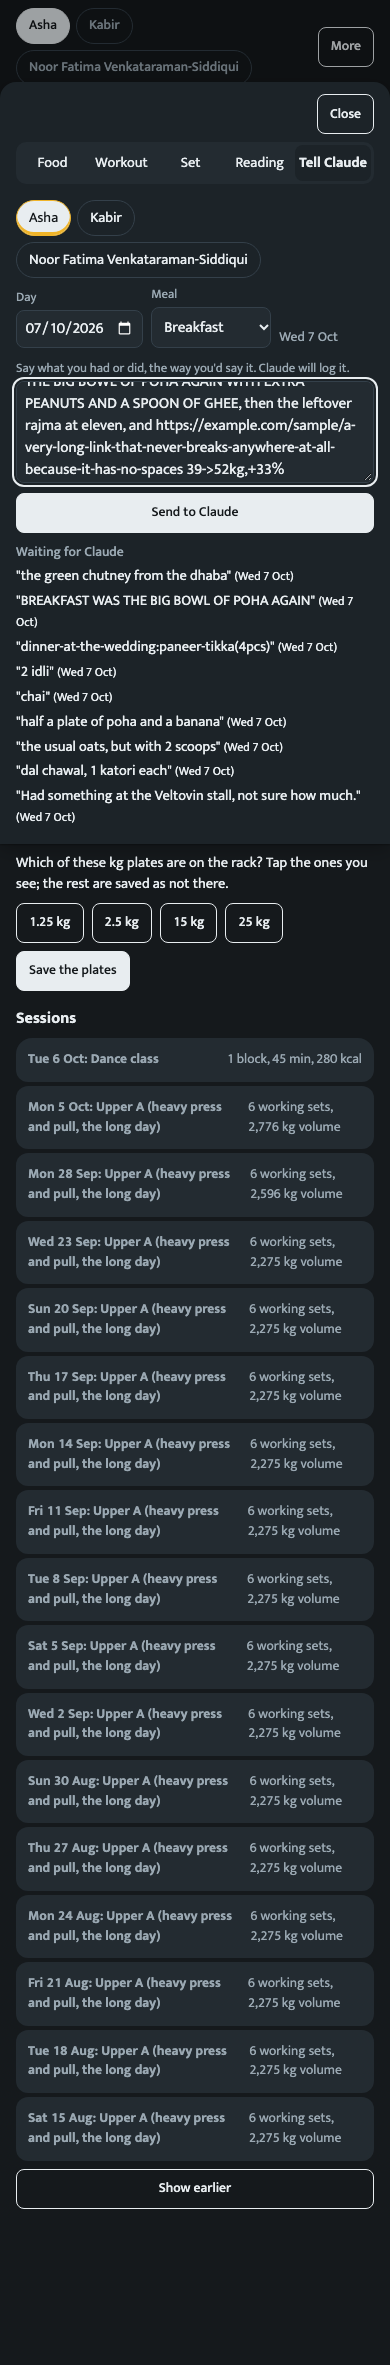 Asha
Kabir
Noor Fatima Venkataraman-Siddiqui
More
Close
Food
Workout
Set
Reading
Tell Claude
Asha
Kabir
Noor Fatima Venkataraman-Siddiqui
Day
Meal
07/10/2026
Breakfast
Wed 7 Oct
Say what you had or did, the way you'd say it. Claude will log it.
THE BIG BOWL OF POHA AGAIN WITH EXTRA
PEANUTS AND A SPOON OF GHEE, then the leftover
rajma at eleven, and https://example.com/sample/a-
very-long-link-that-never-breaks-anywhere-at-all-
because-it-has-no-spaces 39->52kg,+33%
Send to Claude
Waiting for Claude
"the green chutney from the dhaba" (Wed 7 Oct)
"BREAKFAST WAS THE BIG BOWL OF POHA AGAIN" (Wed 7
Oct)
"dinner-at-the-wedding:paneer-tikka(4pcs)" (Wed 7 Oct)
"2 idli" (Wed 7 Oct)
"chai" (Wed 7 Oct)
"half a plate of poha and a banana" (Wed 7 Oct)
"the usual oats, but with 2 scoops" (Wed 7 Oct)
"dal chawal, 1 katori each" (Wed 7 Oct)
"Had something at the Veltovin stall, not sure how much."
(Wed 7 Oct)
Which of these kg plates are on the rack? Tap the ones you
see; the rest are saved as not there.
1.25 kg
2.5 kg
15 kg
25 kg
Save the plates
Sessions
Tue 6 Oct: Dance class
1 block, 45 min, 280 kcal
Mon 5 Oct: Upper A (heavy press
and pull, the long day)
6 working sets,
2,776 kg volume
Mon 28 Sep: Upper A (heavy press
and pull, the long day)
6 working sets,
2,596 kg volume
Wed 23 Sep: Upper A (heavy press
and pull, the long day)
6 working sets,
2,275 kg volume
Sun 20 Sep: Upper A (heavy press
and pull, the long day)
6 working sets,
2,275 kg volume
Thu 17 Sep: Upper A (heavy press
and pull, the long day)
6 working sets,
2,275 kg volume
Mon 14 Sep: Upper A (heavy press
and pull, the long day)
6 working sets,
2,275 kg volume
Fri 11 Sep: Upper A (heavy press
and pull, the long day)
6 working sets,
2,275 kg volume
Tue 8 Sep: Upper A (heavy press
and pull, the long day)
6 working sets,
2,275 kg volume
Sat 5 Sep: Upper A (heavy press
and pull, the long day)
6 working sets,
2,275 kg volume
Wed 2 Sep: Upper A (heavy press
and pull, the long day)
6 working sets,
2,275 kg volume
Sun 30 Aug: Upper A (heavy press
and pull, the long day)
6 working sets,
2,275 kg volume
Thu 27 Aug: Upper A (heavy press
and pull, the long day)
6 working sets,
2,275 kg volume
Mon 24 Aug: Upper A (heavy press
and pull, the long day)
6 working sets,
2,275 kg volume
Fri 21 Aug: Upper A (heavy press
and pull, the long day)
6 working sets,
2,275 kg volume
Tue 18 Aug: Upper A (heavy press
and pull, the long day)
6 working sets,
2,275 kg volume
Sat 15 Aug: Upper A (heavy press
and pull, the long day)
6 working sets,
2,275 kg volume
Show earlier